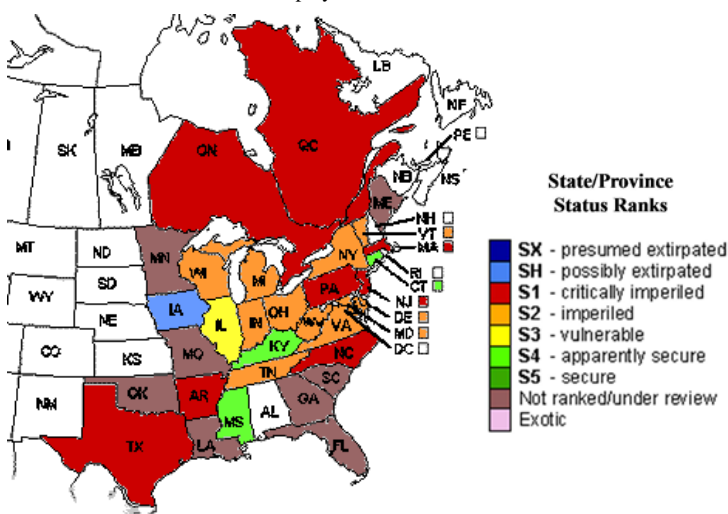 LB
NF
SK
MB
ON
QC
PE
NB
NS
ME
MT
ND
MN
NH
VT
MA
WI
MI
NY
SD
RI
CT
WY
IA
PA
NJ
NE
IL
IN
OH
WV
VA
DE
MD
DC
CO
KS
MO
KY
NC
TN
NM
OK
AR
SC
MS
AL
GA
TX
LA
FL
State/Province
Status Ranks
SX - presumed extirpated
SH - possibly extirpated
S1 - critically imperiled
S2 - imperiled
S3 - vulnerable
S4 - apparently secure
S5 - secure
Not ranked/under review
Exotic